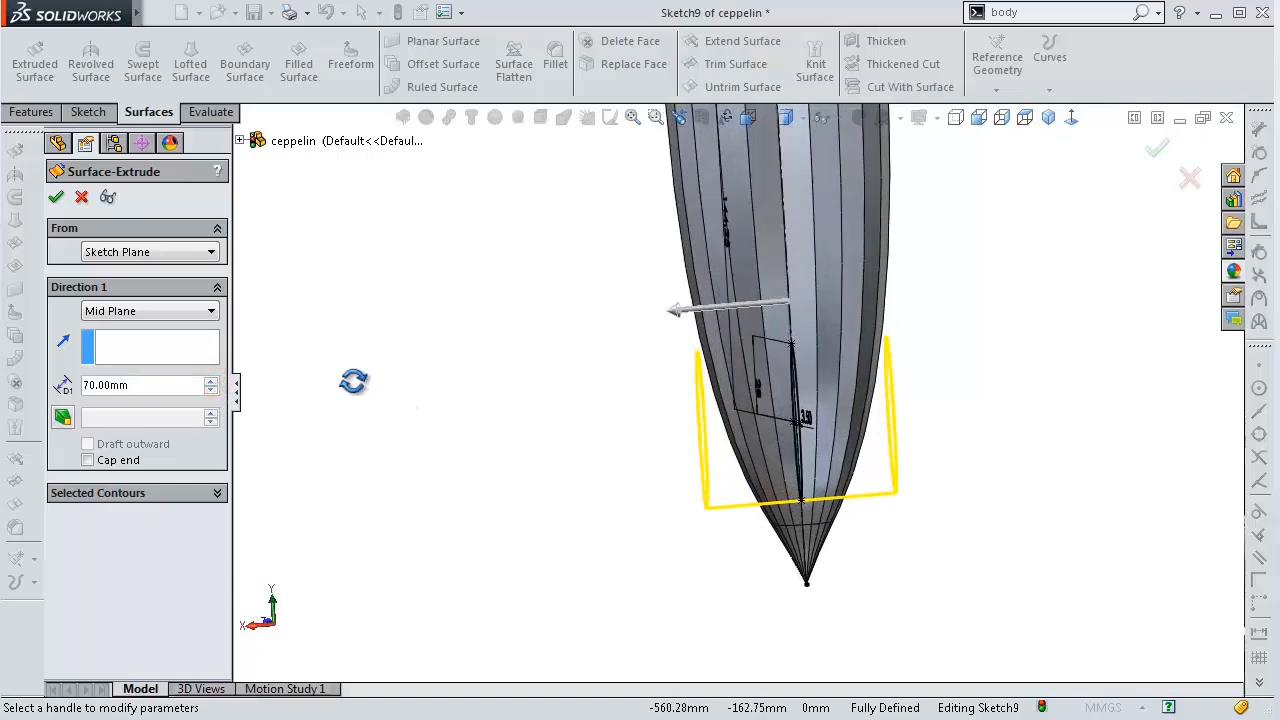 SOLIDWORKS
Sketch9 of ceppelin *
body
Extruded Surface
Revolved Surface
Swept Surface
Lofted Surface
Boundary Surface
Filled Surface
Freeform
Planar Surface
Offset Surface
Ruled Surface
Surface Flatten
Fillet
Delete Face
Replace Face
Extend Surface
Trim Surface
Untrim Surface
Knit Surface
Thicken
Thickened Cut
Cut With Surface
Reference Geometry
Curves
Features
Sketch
Surfaces
Evaluate
ceppelin (Default<<Defaul...
Surface-Extrude
?
From
Sketch Plane
Direction 1
Mid Plane
D1
70.00mm
Draft outward
Cap end
Selected Contours
3.50
Y
X
Z
Model
3D Views
Motion Study 1
Select a handle to modify parameters
-560.28mm
-162.75mm
0mm
Fully Defined
Editing Sketch9
MMGS
?